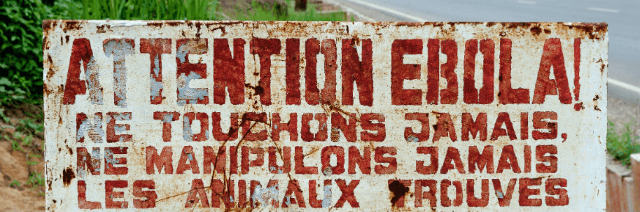 ATTENTION EBOLA!
NE TOUCHONS JAMAIS,
NE MANIPULONS JAMAIS
LES ANIMAUX TROUVES